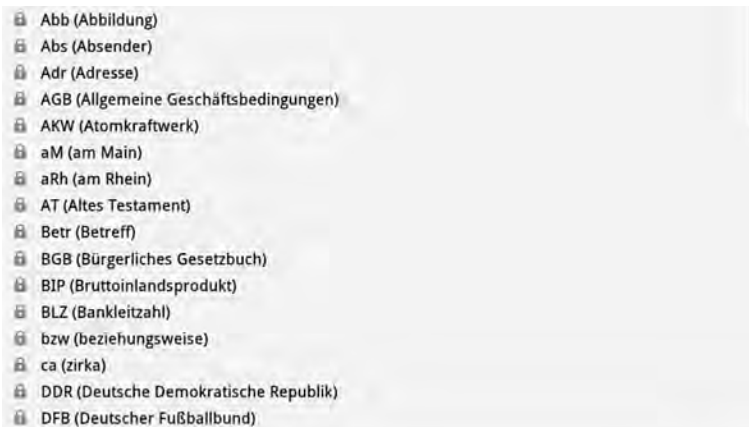 Abb (Abbildung)
Abs (Absender)
Adr (Adresse)
AGB (Allgemeine Geschäftsbedingungen)
AKW (Atomkraftwerk)
aM (am Main)
aRh (am Rhein)
AT (Altes Testament)
Betr (Betreff)
BGB (Bürgerliches Gesetzbuch)
BIP (Bruttoinlandsprodukt)
BLZ (Bankleitzahl)
bzw (beziehungsweise)
ca (zirka)
DDR (Deutsche Demokratische Republik)
DFB (Deutscher Fußballbund)